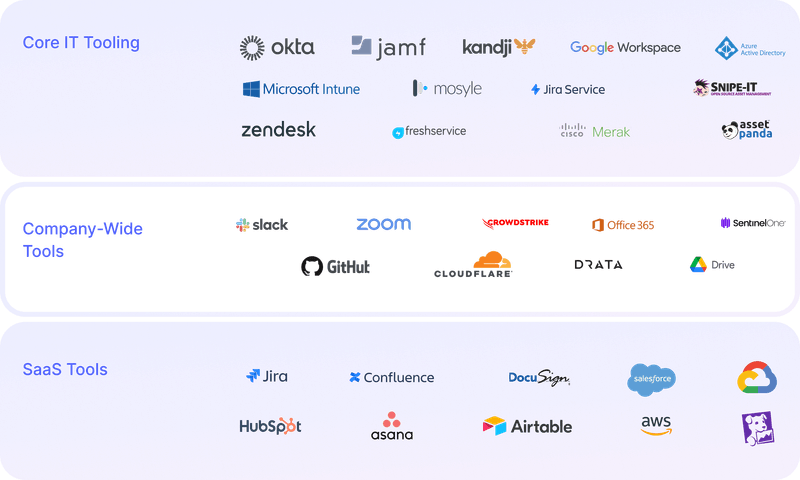 Core IT Tooling
okta
jamf
kandji
Google Workspace
Azure
Active Directory
Microsoft Intune
mosyle
Jira Service
SNIPE-IT
OPEN SOURCE ASSET MANAGEMENT
zendesk
freshservice
CISCO
Merak
asset
panda
Company-Wide
Tools
slack
zoom
CROWDSTRIKE
Office 365
SentinelOne
GitHub
CLOUDFLARE
DRATA
Drive
SaaS Tools
Jira
Confluence
DocuSign
salesforce
HubSpot
asana
Airtable
aws